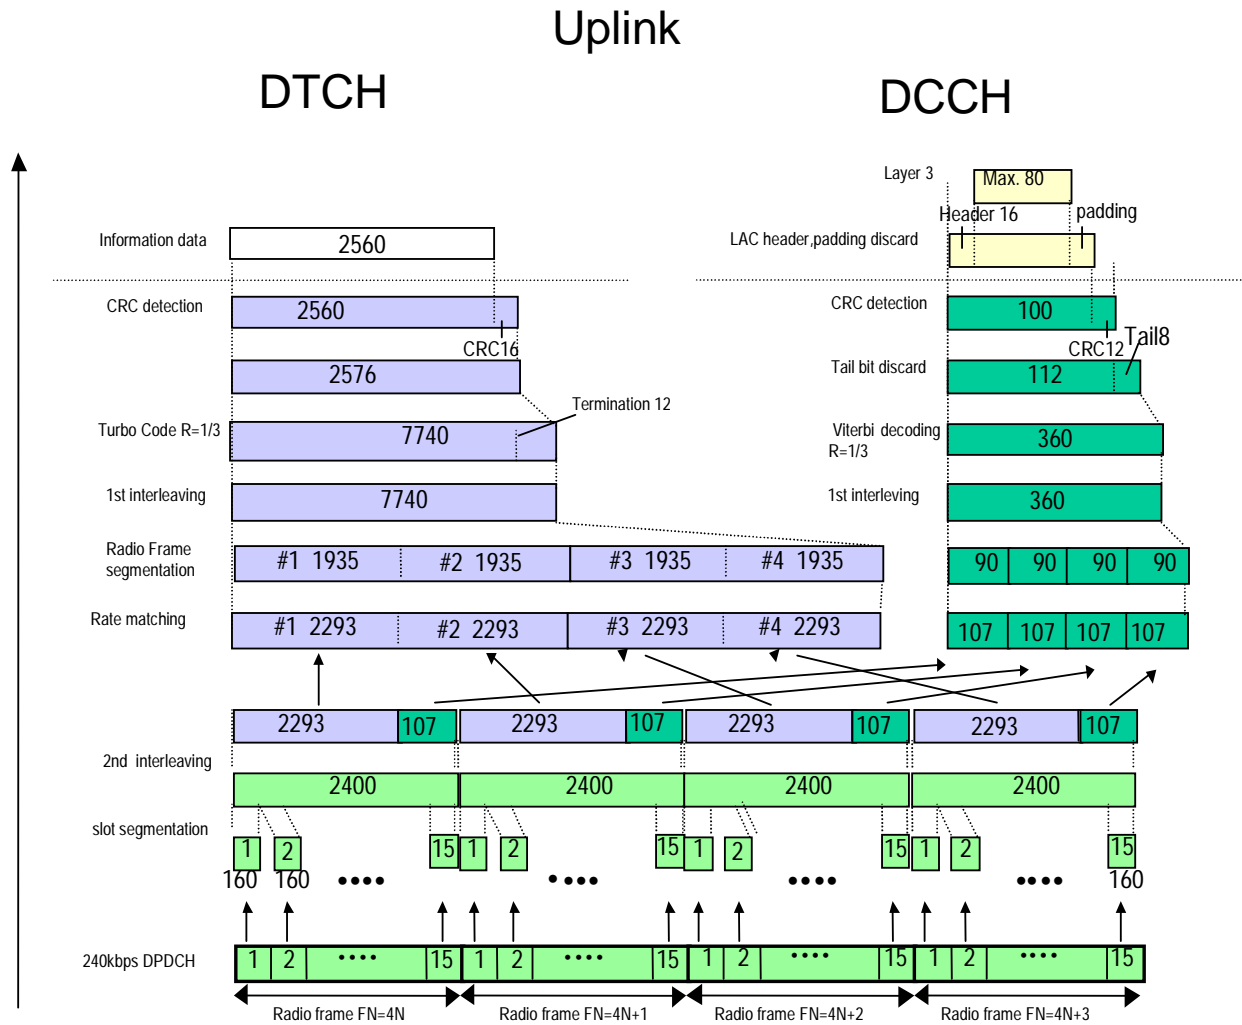 Uplink
DTCH
DCCH
Layer 3
Max. 80
Header 16
padding
Information data
2560
LAC header,padding discard
CRC detection
2560
CRC16
CRC detection
100
CRC12
Tail8
2576
Tail bit discard
112
Termination 12
Turbo Code R=1/3
7740
Viterbi decoding
R=1/3
360
1st interleaving
7740
1st interleving
360
Radio Frame
segmentation
#1 1935
#2 1935
#3 1935
#4 1935
90
90
90
90
Rate matching
#1 2293
#2 2293
#3 2293
#4 2293
107
107
107
107
2293
107
2293
107
2293
107
2293
107
2nd interleaving
2400
2400
2400
2400
slot segmentation
1
2
15
1
2
15
1
2
15
1
2
15
160
160
160
240kbps DPDCH
1
2
15
1
2
15
1
2
15
1
2
15
Radio frame FN=4N
Radio frame FN=4N+1
Radio frame FN=4N+2
Radio frame FN=4N+3